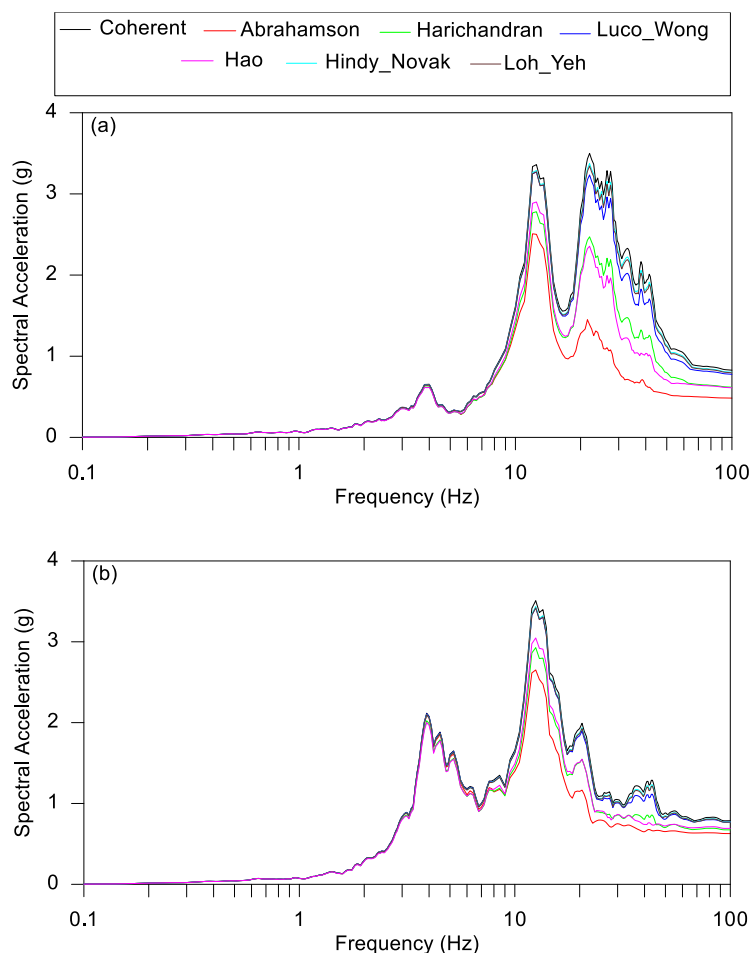 Coherent Abrahamson Harichandran Luco_Wong
Hao Hindy_Novak Loh_Yeh
(a)
Spectral Acceleration (g)
4
3
2
1
0
0.1 1 10 100
Frequency (Hz)
(b)
Spectral Acceleration (g)
4
3
2
1
0
0.1 1 10 100
Frequency (Hz)